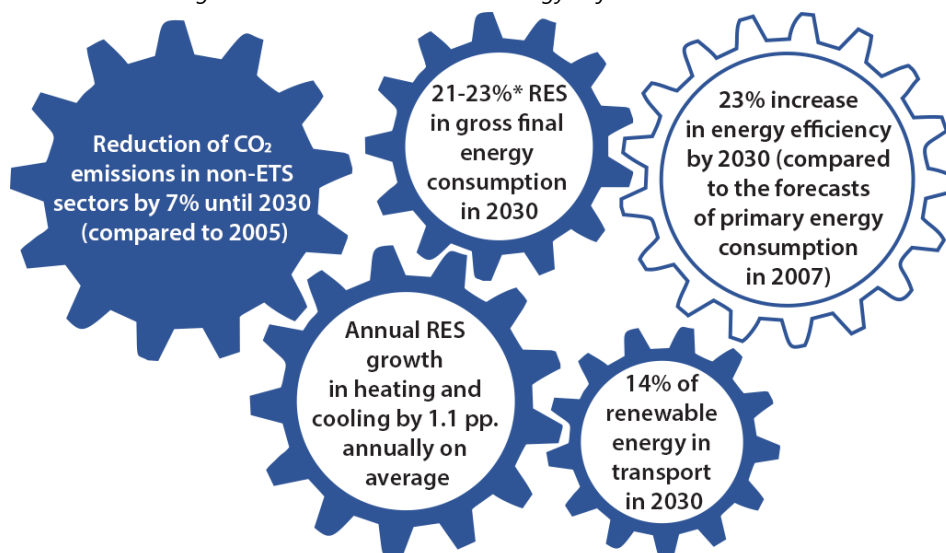 Reduction of CO₂
emissions in non-ETS
sectors by 7% until 2030
(compared to 2005)
21-23%* RES
in gross final
energy
consumption
in 2030
23% increase
in energy efficiency
by 2030 (compared
to the forecasts
of primary energy
consumption
in 2007)
Annual RES
growth
in heating and
cooling by 1.1 pp.
annually on
average
14% of
renewable
energy in
transport
in 2030